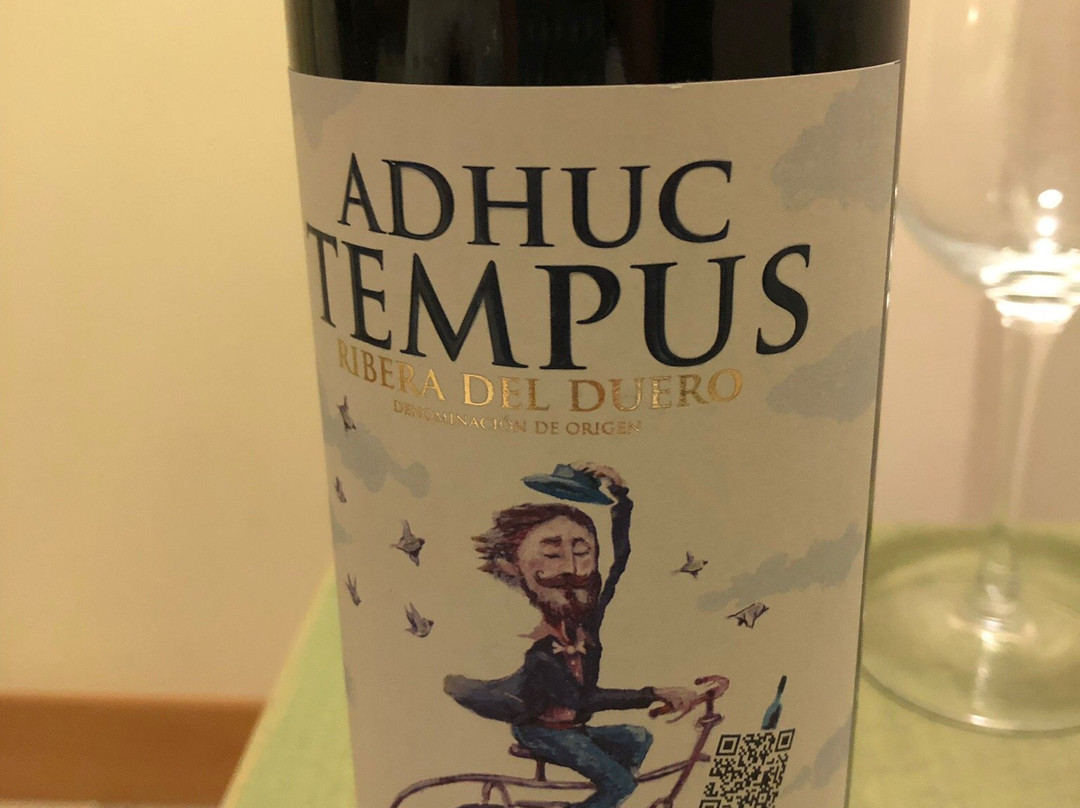 ADHUC
TEMPUS
RIBERA DEL DUERO
DENOMINACIÓN DE ORIGEN